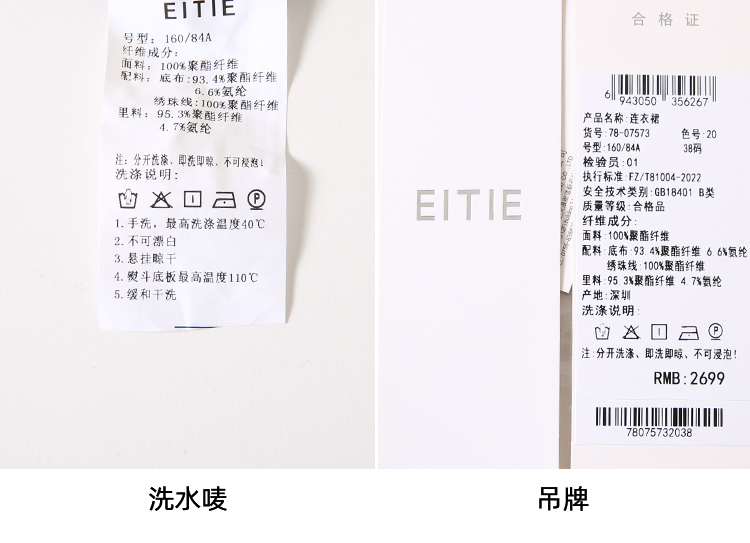 EITIE
号型: 160/84A
纤维成分:
面料: 100%聚酯纤维
配料: 底布:93.4%聚酯纤维
6.6%氨纶
绣珠线:100%聚酯纤维
里料: 95.3%聚酯纤维
4.7%氨纶
注: 分开洗涤、即洗即晾、不可浸泡!
洗涤说明:
1.手洗，最高洗涤温度40℃
2.不可漂白
3.悬挂晾干
4.熨斗底板最高温度110℃
5.缓和干洗
洗水唛
EITIE
合格证
6 943050 356267
产品名称:连衣裙
货号:78-07573 色号:20
号型:160/84A 38码
检验员:01
执行标准:FZ/T81004-2022
安全技术类别:GB18401 B类
质量等级:合格品
纤维成分:
面料:100%聚酯纤维
配料:底布:93.4%聚酯纤维 6.6%氨纶
绣珠线:100%聚酯纤维
里料:95.3%聚酯纤维 4.7%氨纶
产地:深圳
洗涤说明:
注:分开洗涤、即洗即晾、不可浸泡!
RMB:2699
78075732038
吊牌